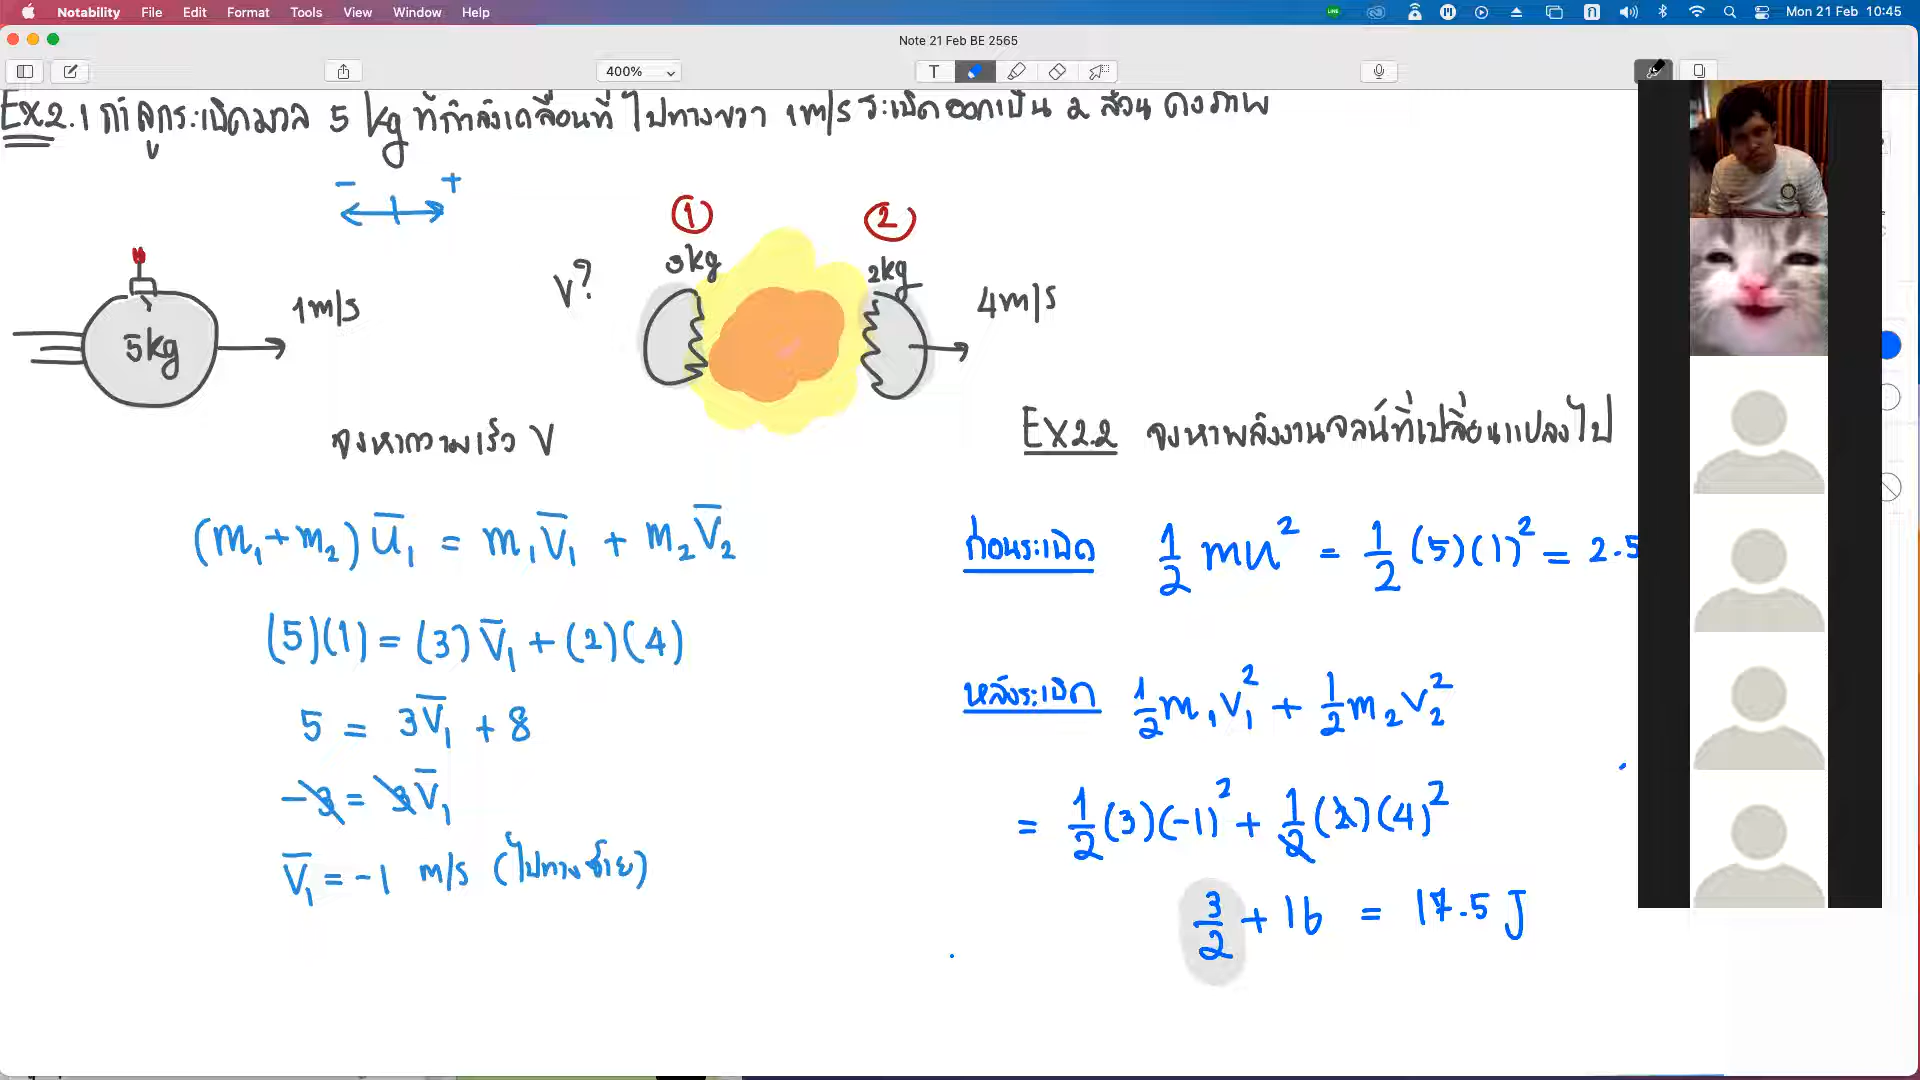 Notability File Edit Format Tools View Window Help
Mon 21 Feb 10:45
Note 21 Feb BE 2565
400%
T
EX2.1 ถ้าลูกระเบิดมวล 5 kg ที่กำลังเคลื่อนที่ ไปทางขวา 1 m/s ระเบิดออกเป็น 2 ส่วน ดังภาพ
- +
1 2
3kg 2kg
V?
1 m/s 4 m/s
5kg
จงหาความเร็ว V
EX2.2 จงหาพลังงานจลน์ที่เปลี่ยนแปลงไป
(m₁+m₂) ū₁ = m₁v̄₁ + m₂v̄₂
(5)(1) = (3) v̄₁ + (2)(4)
5 = 3v̄₁ + 8
-3 = 3v̄₁
v̄₁ = -1 m/s (ไปทางซ้าย)
ก่อนระเบิด 1/2 mu² = 1/2 (5)(1)² = 2.5
หลังระเบิด 1/2 m₁v₁² + 1/2 m₂v₂²
= 1/2 (3)(-1)² + 1/2 (2)(4)²
3/2 + 16 = 17.5 J